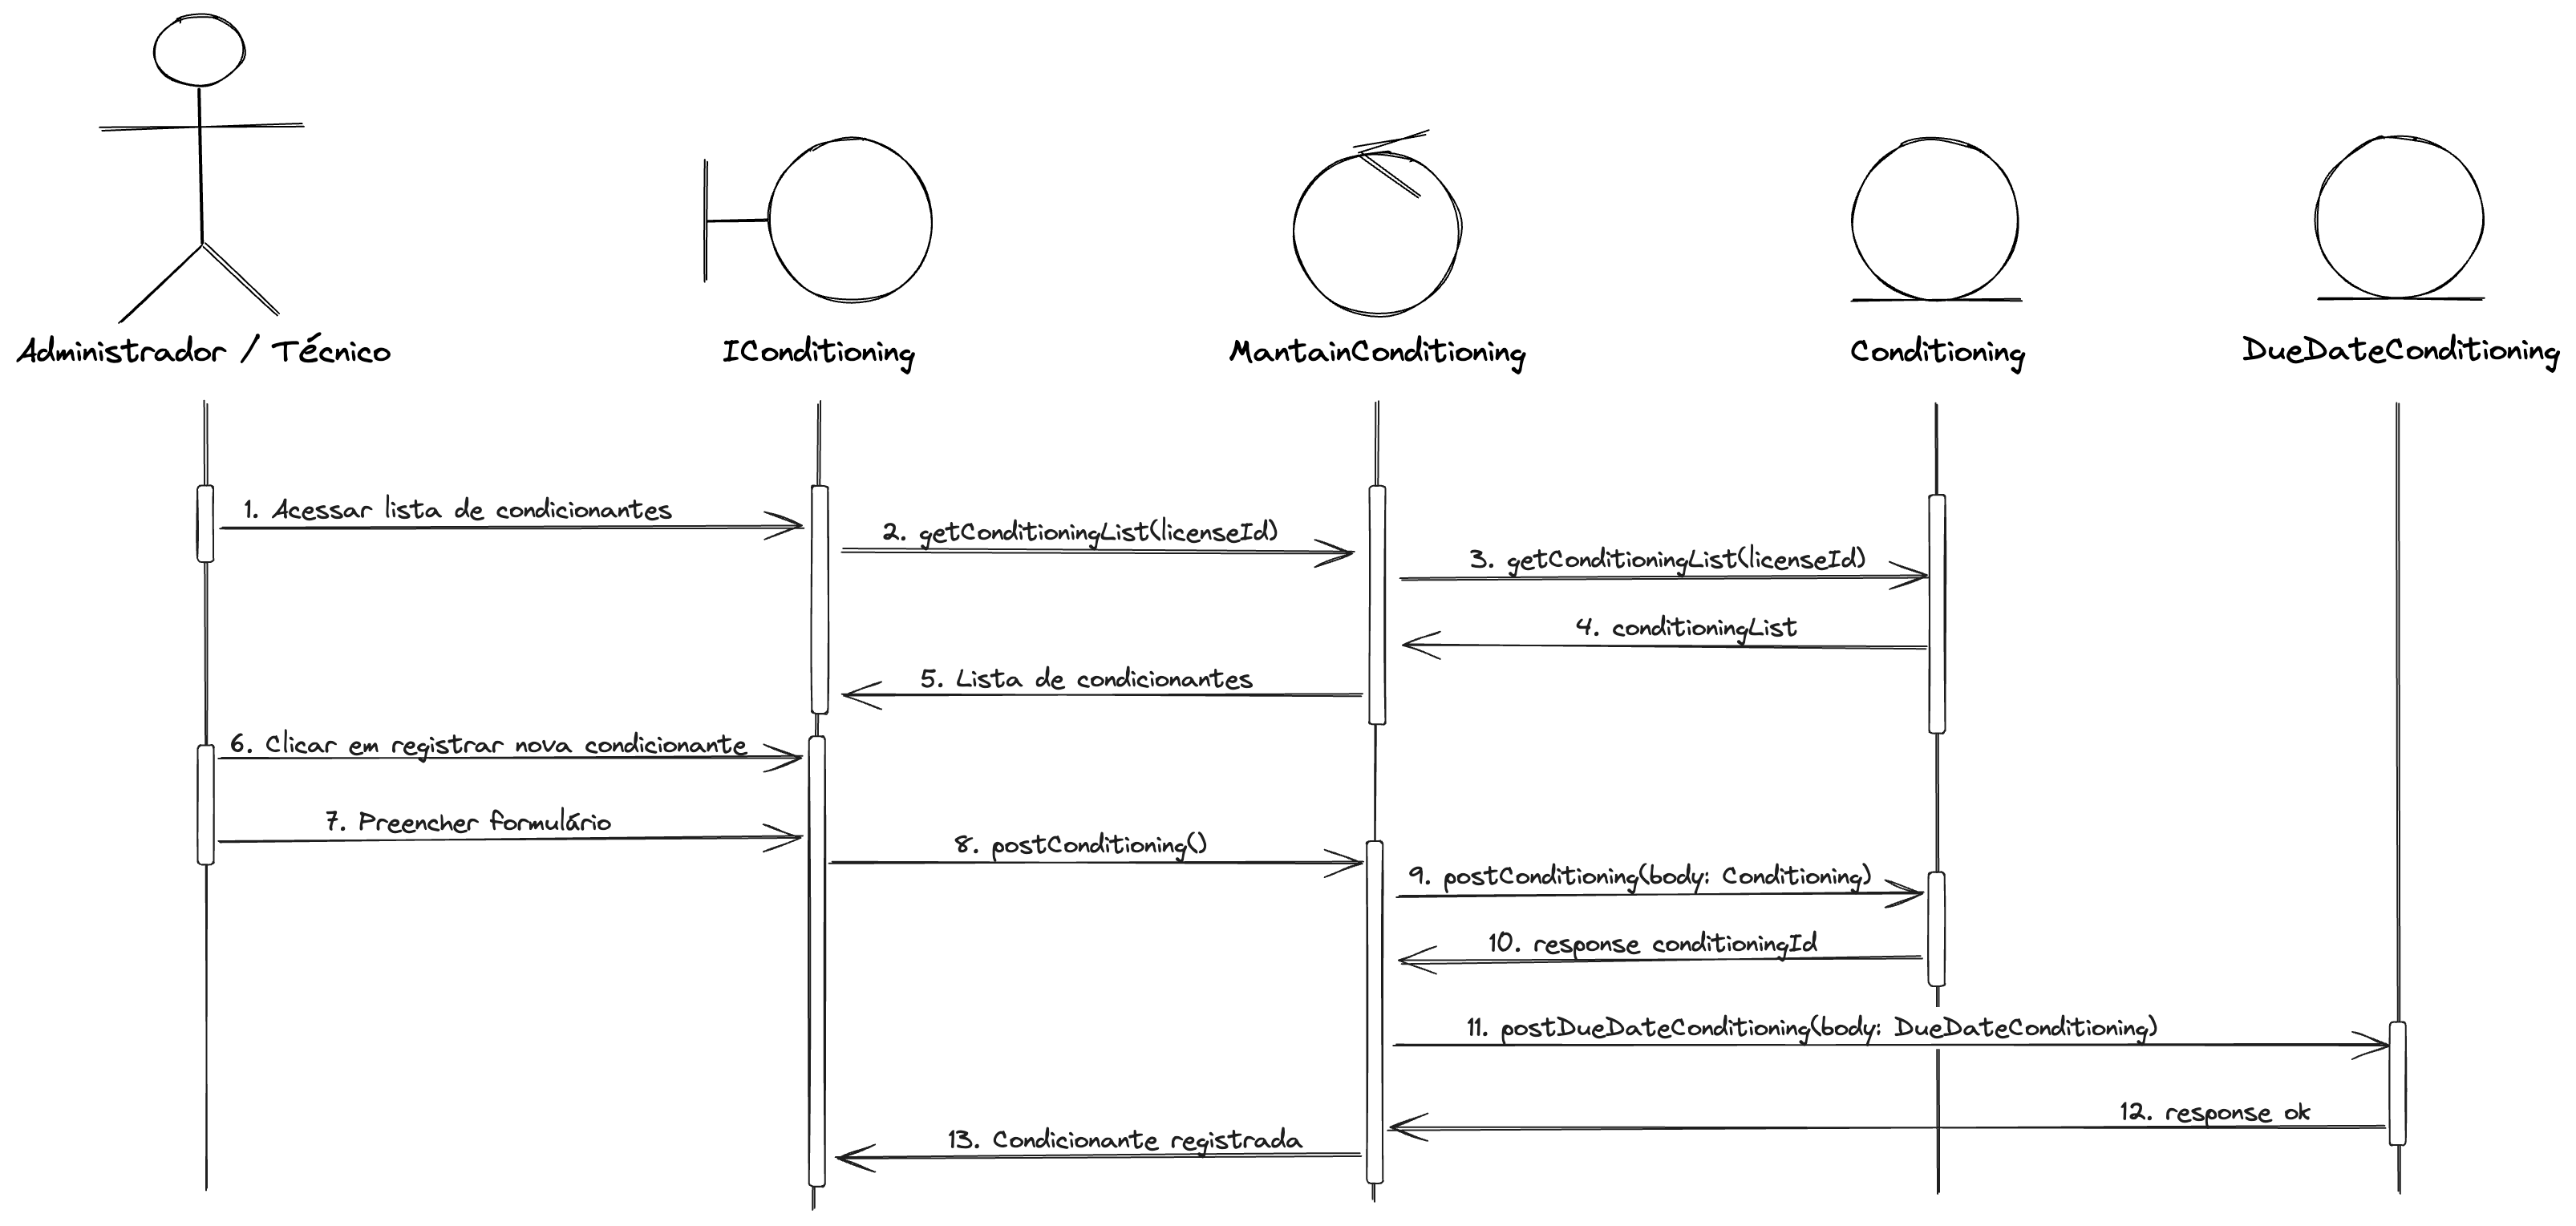 Administrador / Técnico
IConditioning
MantainConditioning
Conditioning
DueDateConditioning
1. Acessar lista de condicionantes
2. getConditioningList(licenseId)
3. getConditioningList(licenseId)
4. conditioningList
5. Lista de condicionantes
6. Clicar em registrar nova condicionante
7. Preencher formulário
8. postConditioning()
9. postConditioning(body: Conditioning)
10. response conditioningId
11. postDueDateConditioning(body: DueDateConditioning)
12. response ok
13. Condicionante registrada